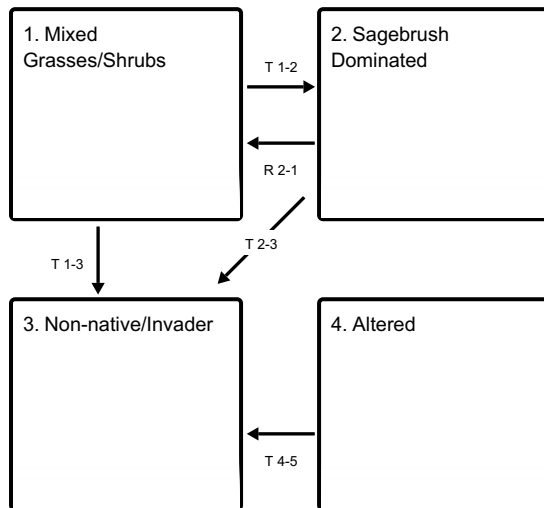 1. Mixed
Grasses/Shrubs
T 1-2
2. Sagebrush
Dominated
R 2-1
T 2-3
T 1-3
3. Non-native/Invader
4. Altered
T 4-5